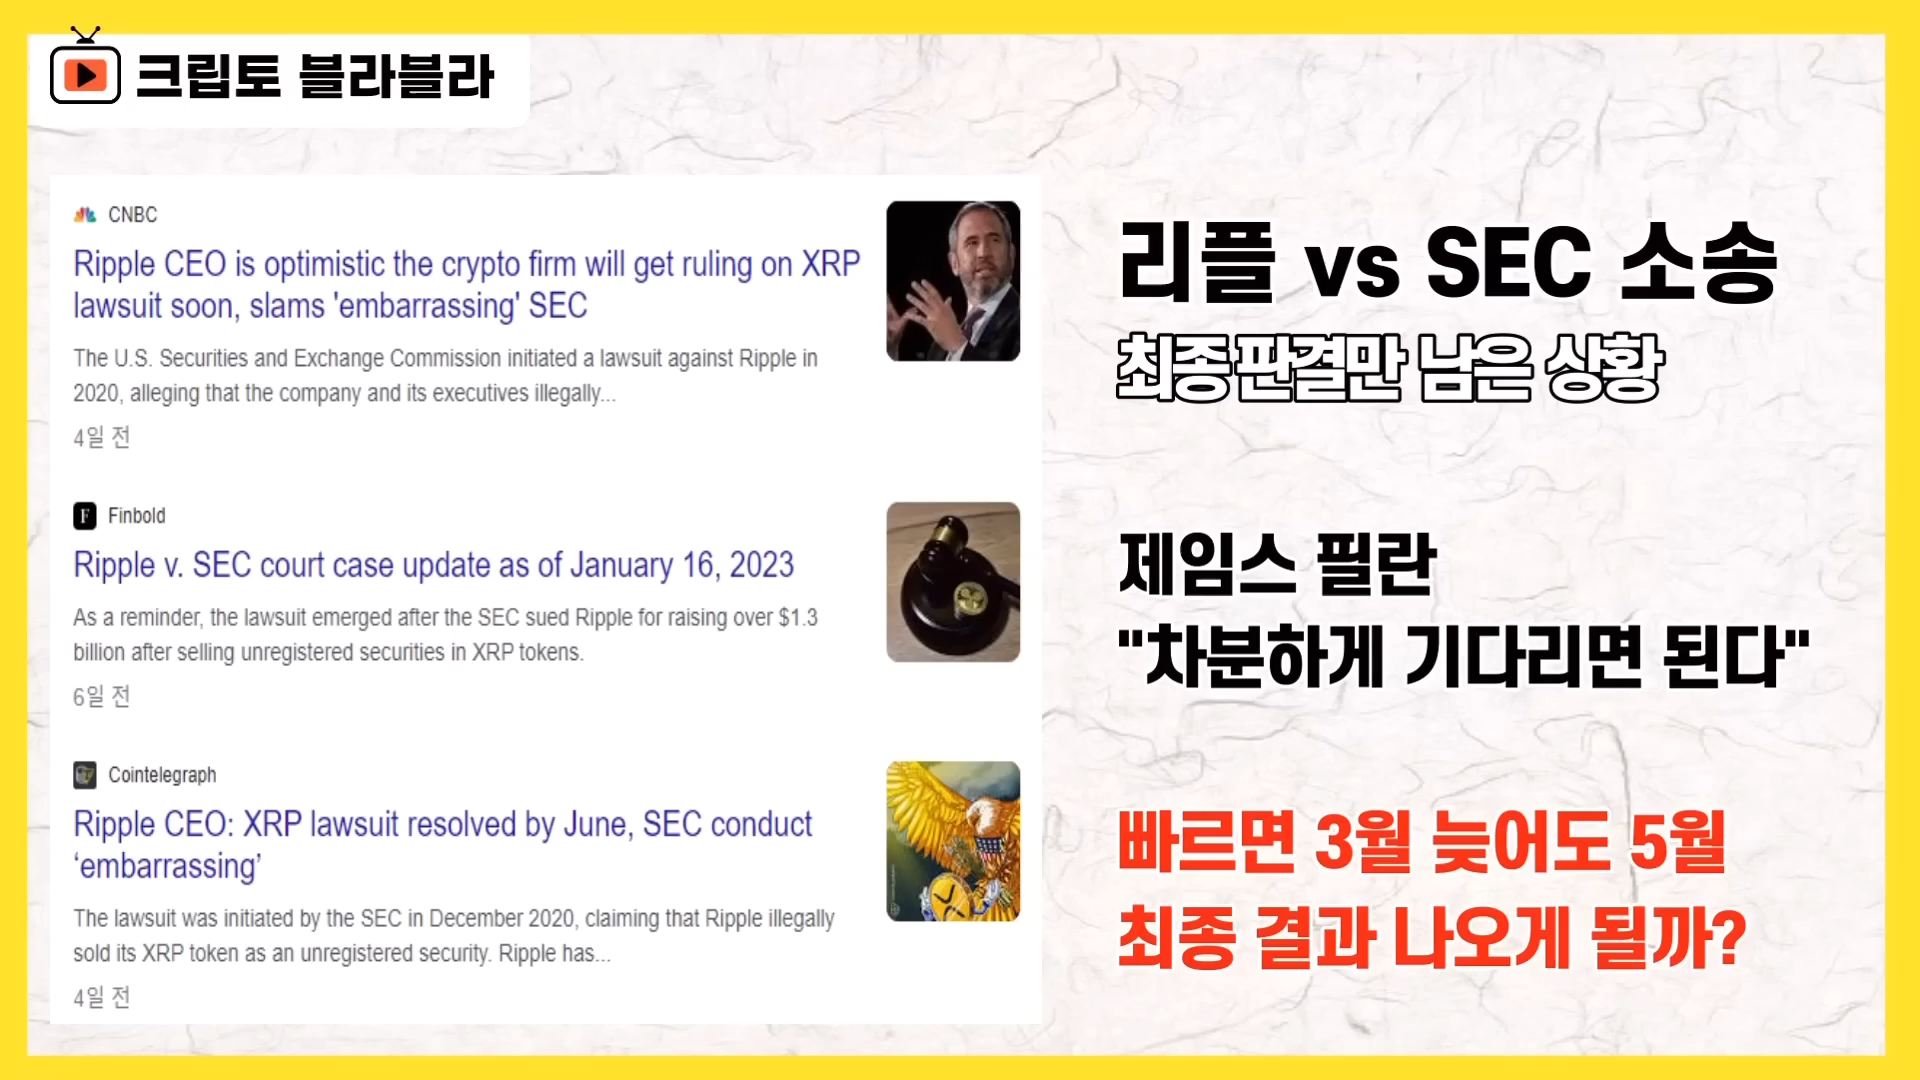 크립토 블라블라
CNBC
Ripple CEO is optimistic the crypto firm will get ruling on XRP
lawsuit soon, slams 'embarrassing' SEC
The U.S. Securities and Exchange Commission initiated a lawsuit against Ripple in
2020, alleging that the company and its executives illegally...
4일 전
F Finbold
Ripple v. SEC court case update as of January 16, 2023
As a reminder, the lawsuit emerged after the SEC sued Ripple for raising over $1.3
billion after selling unregistered securities in XRP tokens.
6일 전
Cointelegraph
Ripple CEO: XRP lawsuit resolved by June, SEC conduct
‘embarrassing’
The lawsuit was initiated by the SEC in December 2020, claiming that Ripple illegally
sold its XRP token as an unregistered security. Ripple has...
4일 전
리플 vs SEC 소송
최종 판결만 남은 상황
제임스 필란
"차분하게 기다리면 된다"
빠르면 3월 늦어도 5월
최종 결과 나오게 될까?